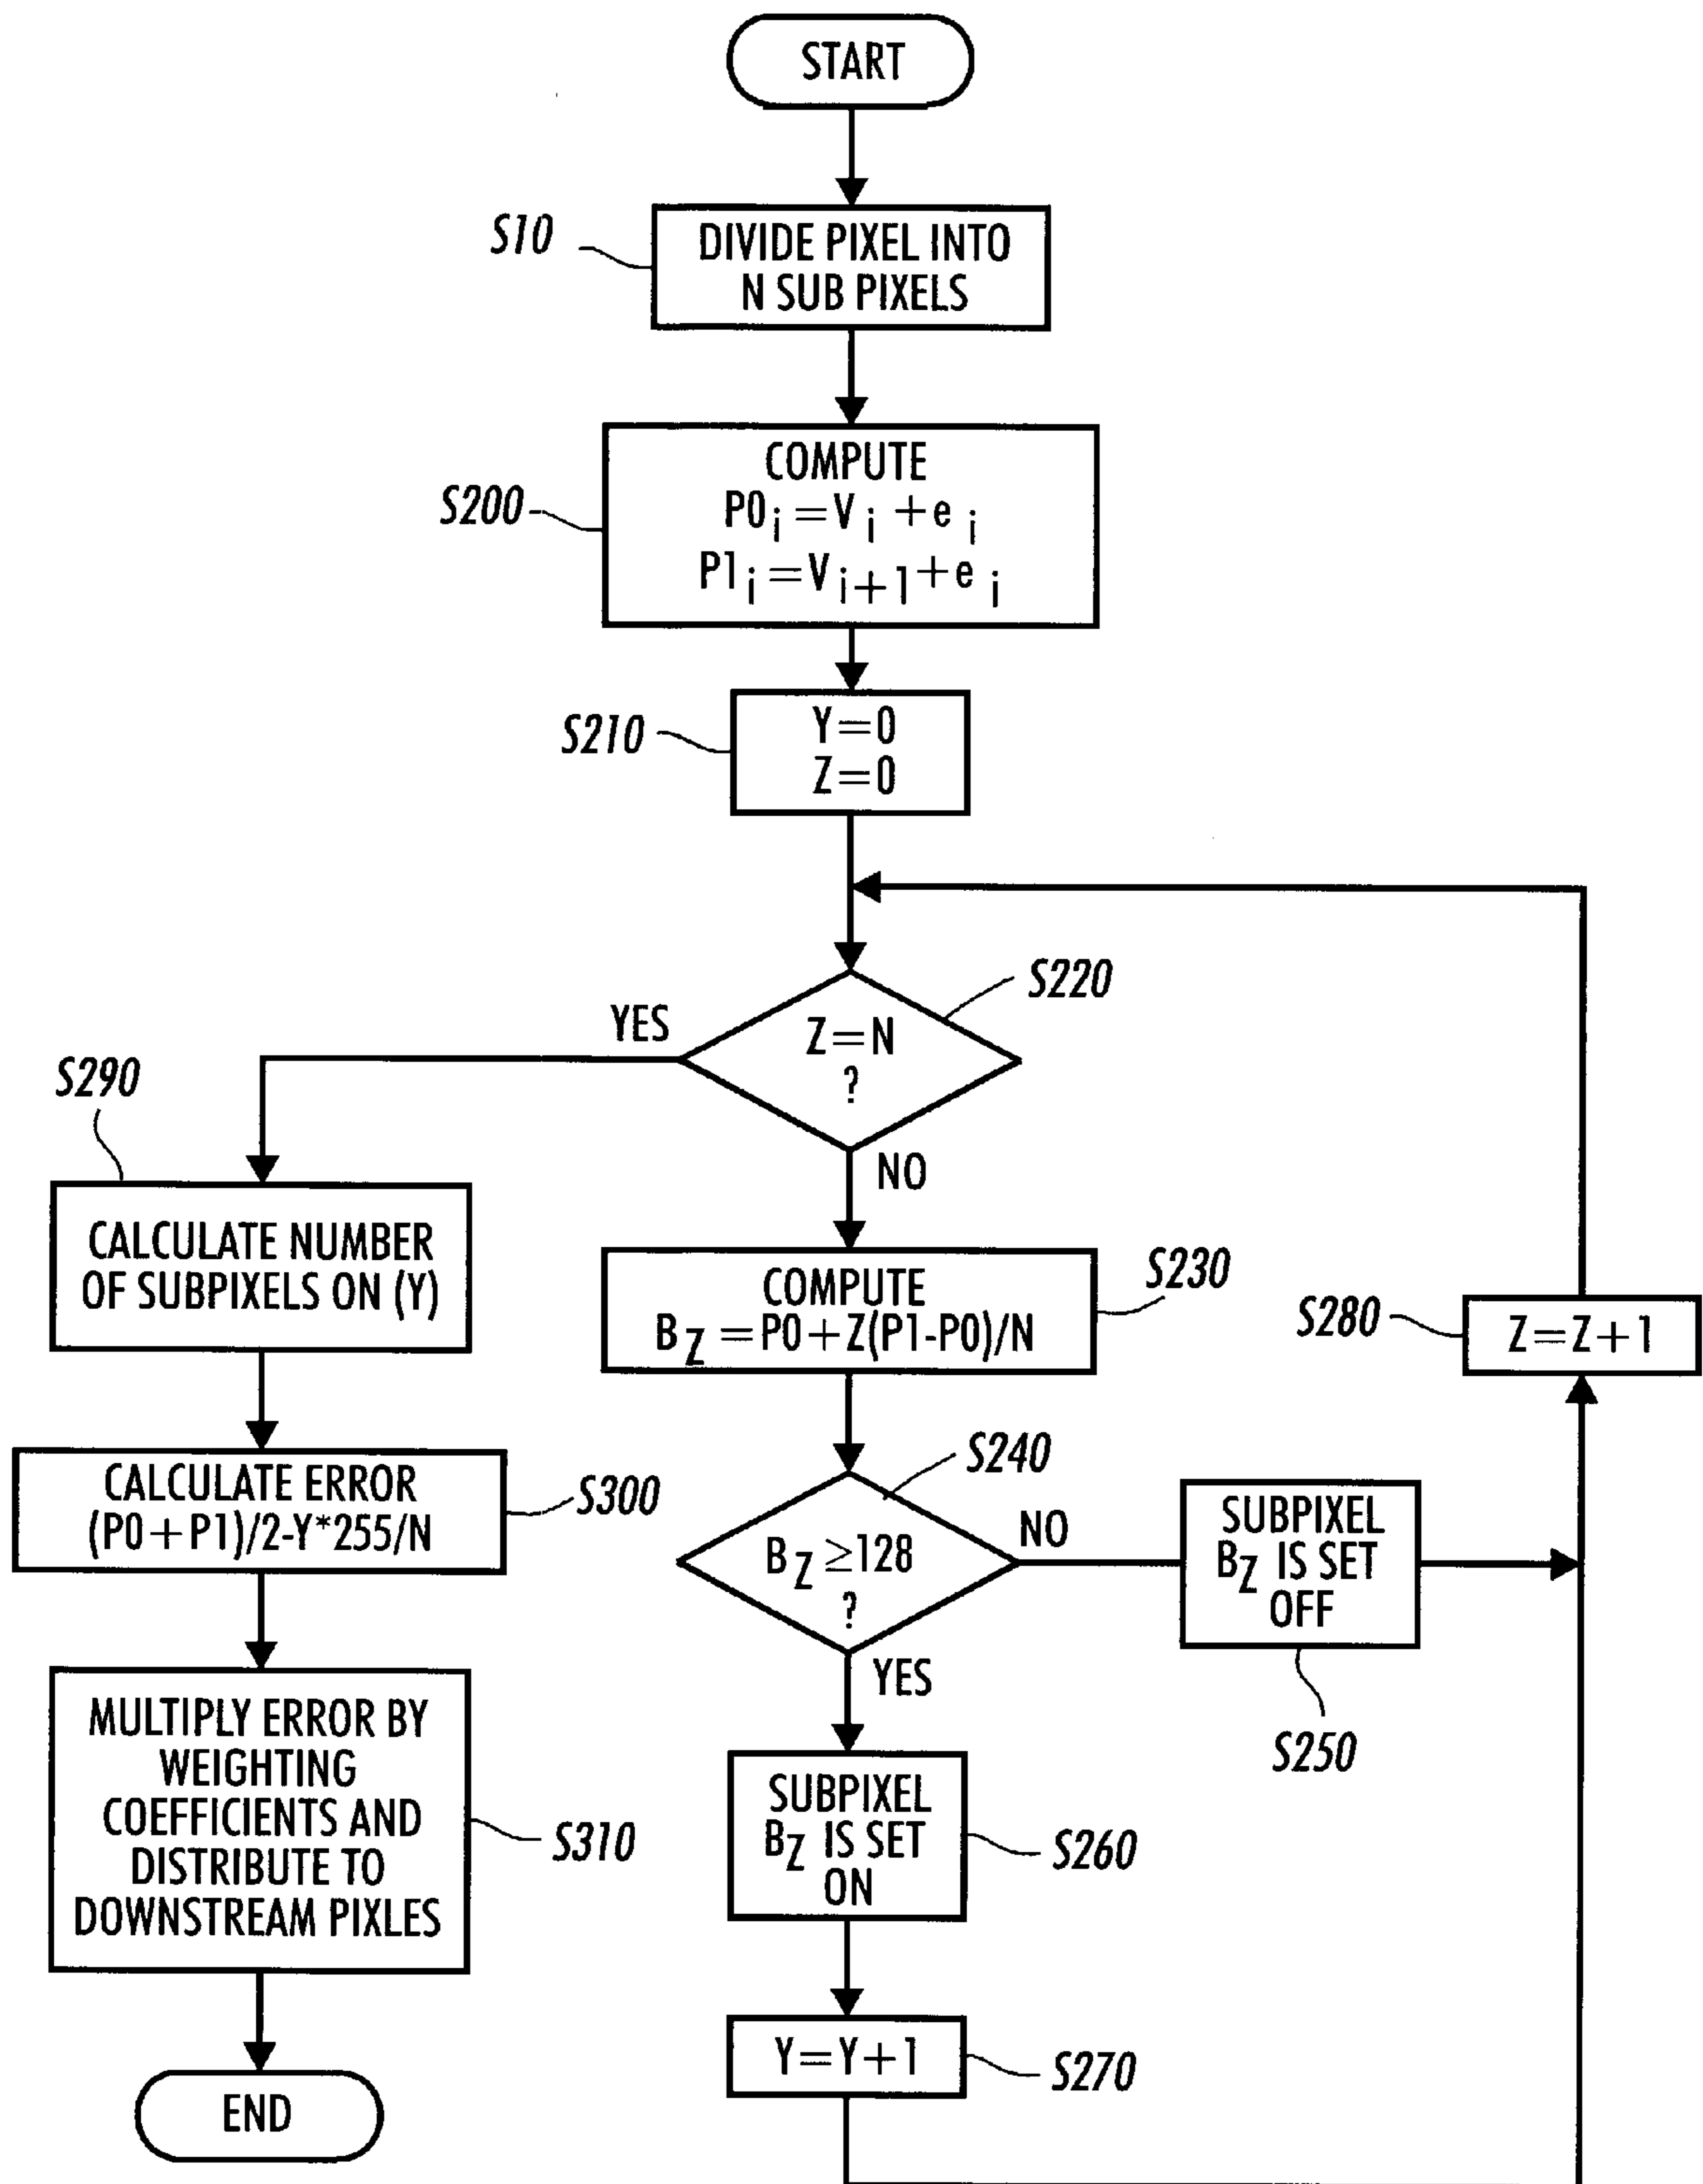 START
S10
DIVIDE PIXEL INTO
N SUB PIXELS
S200
COMPUTE
P0i=Vi+ei
P1i=Vi+1+ei
S210
Y=0
Z=0
S220
YES
Z=N
?
NO
S290
CALCULATE NUMBER
OF SUBPIXELS ON (Y)
S230
COMPUTE
BZ=P0+Z(P1-P0)/N
S280
Z=Z+1
S300
CALCULATE ERROR
(P0+P1)/2-Y*255/N
S240
BZ≥128
?
NO
SUBPIXEL
BZ IS SET
OFF
S250
YES
MULTIPLY ERROR BY
WEIGHTING
COEFFICIENTS AND
DISTRIBUTE TO
DOWNSTREAM PIXLES
S310
SUBPIXEL
BZ IS SET
ON
S260
Y=Y+1
S270
END